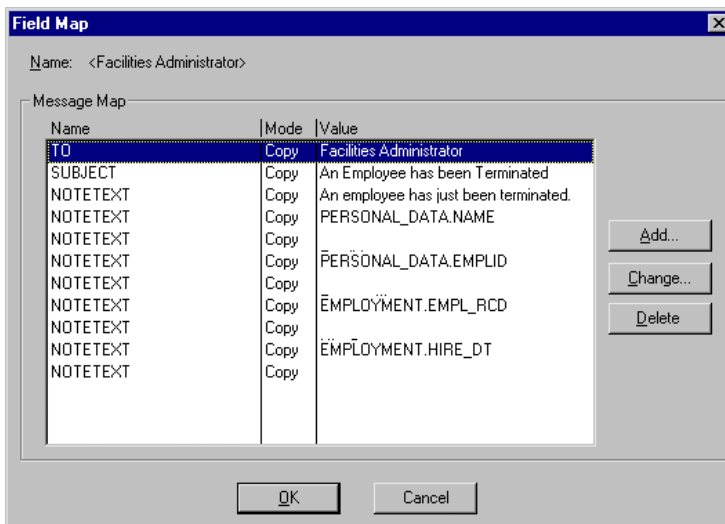 Field Map
Name: <Facilities Administrator>
Message Map
Name Mode Value
TO Copy Facilities Administrator
SUBJECT Copy An Employee has been Terminated
NOTETEXT Copy An employee has just been terminated.
NOTETEXT Copy PERSONAL_DATA.NAME
NOTETEXT Copy
NOTETEXT Copy PERSONAL_DATA.EMPLID
NOTETEXT Copy
NOTETEXT Copy EMPLOYMENT.EMPL_RCD
NOTETEXT Copy
NOTETEXT Copy EMPLOYMENT.HIRE_DT
NOTETEXT Copy
Add...
Change...
Delete
OK Cancel